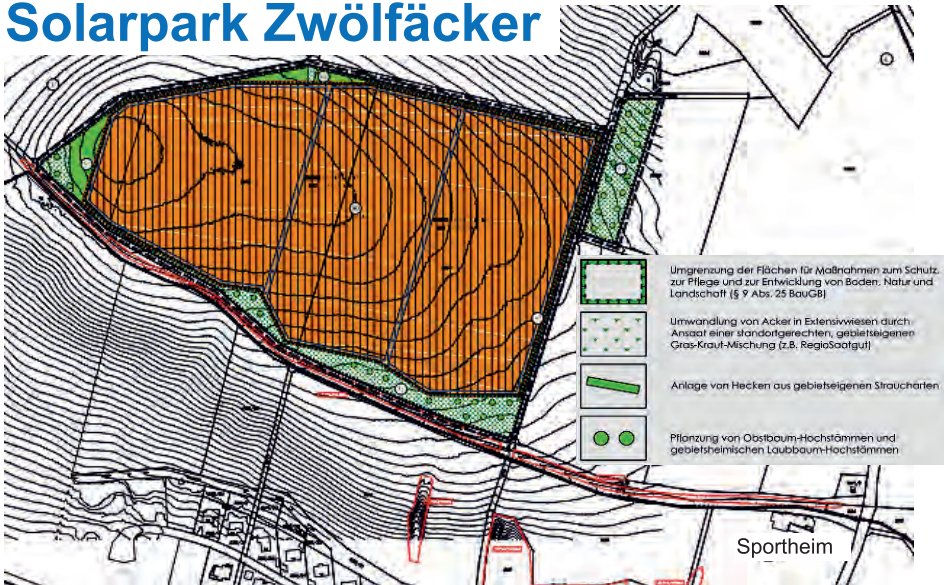 Solarpark Zwölfäcker
Umgrenzung der Flächen für Maßnahmen zum Schutz,
zur Pflege und zur Entwicklung von Boden, Natur und
Landschaft (§ 9 Abs. 25 BauGB)
Umwandlung von Acker in Extensivwiesen durch
Ansaat einer standortgerechten, gebietseigenen
Gras-Kraut-Mischung (z.B. RegioSaatgut)
Anlage von Hecken aus gebietseigenen Straucharten
Pflanzung von Obstbaum-Hochstämmen und
gebietsheimischen Laubbaum-Hochstämmen
Sportheim